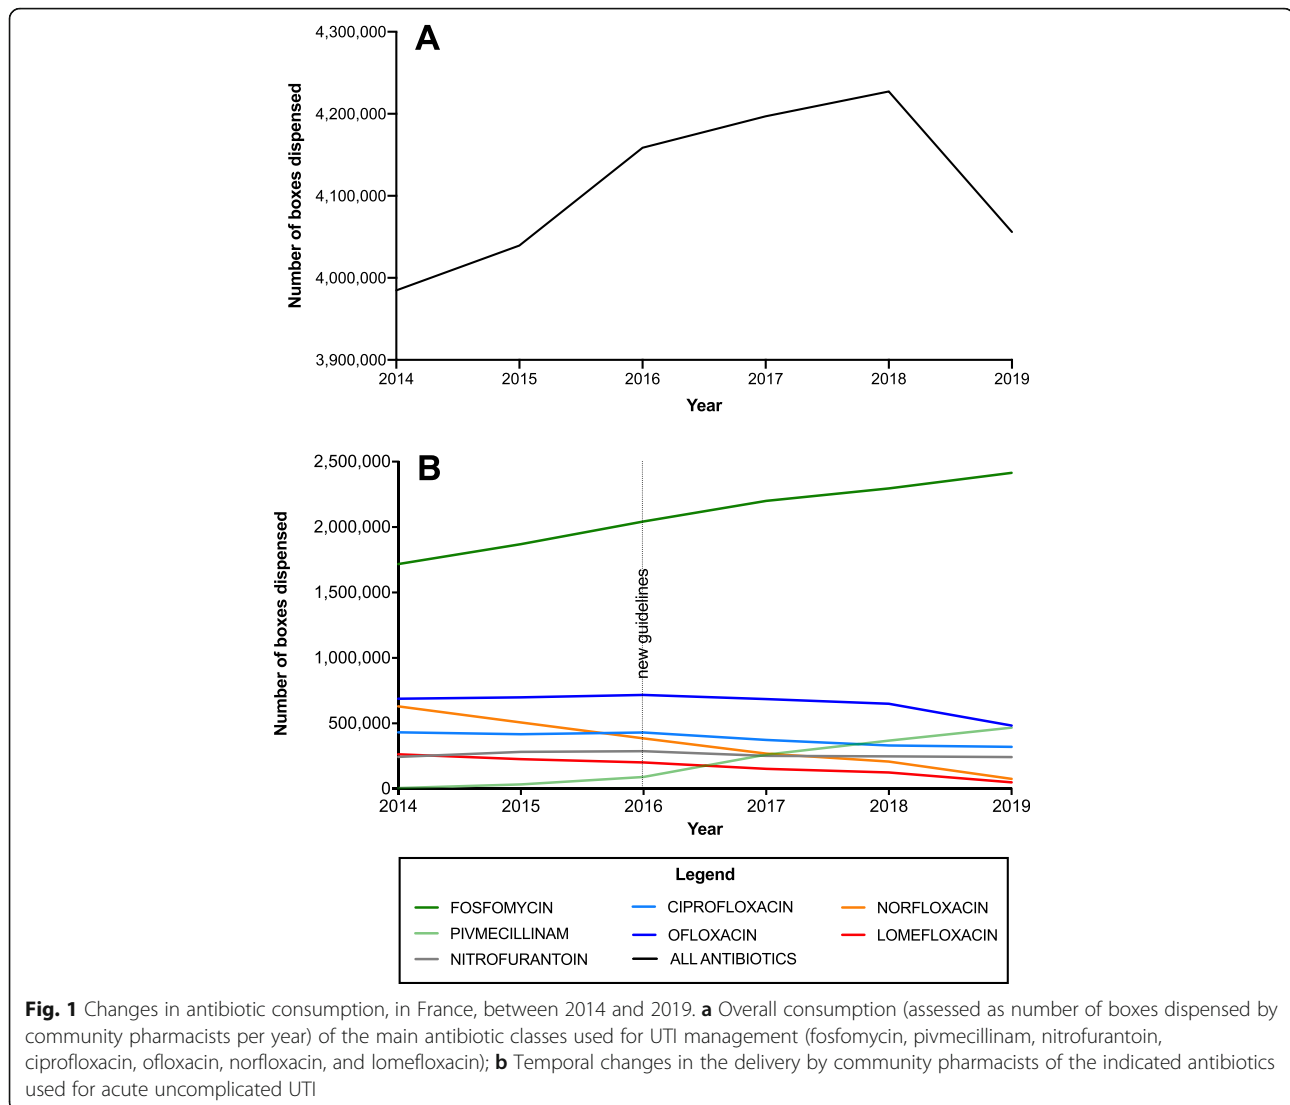 A
4,300,000
4,200,000
4,100,000
4,000,000
3,900,000
Number of boxes dispensed
2014 2015 2016 2017 2018 2019
Year
B
2,500,000
2,000,000
1,500,000
1,000,000
500,000
0
Number of boxes dispensed
new guidelines
2014 2015 2016 2017 2018 2019
Year
Legend
FOSFOMYCIN CIPROFLOXACIN NORFLOXACIN
PIVMECILLINAM OFLOXACIN LOMEFLOXACIN
NITROFURANTOIN ALL ANTIBIOTICS
Fig. 1 Changes in antibiotic consumption, in France, between 2014 and 2019. a Overall consumption (assessed as number of boxes dispensed by
community pharmacists per year) of the main antibiotic classes used for UTI management (fosfomycin, pivmecillinam, nitrofurantoin,
ciprofloxacin, ofloxacin, norfloxacin, and lomefloxacin); b Temporal changes in the delivery by community pharmacists of the indicated antibiotics
used for acute uncomplicated UTI